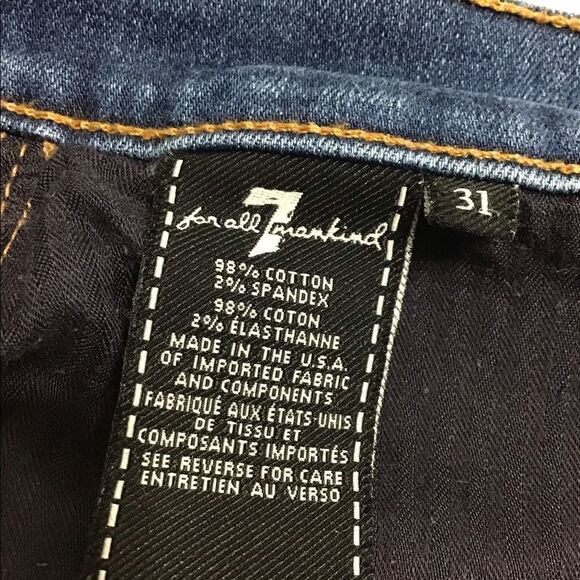 7
for all mankind
31
98% COTTON
2% SPANDEX
98% COTON
2% ÉLASTHANNE
MADE IN THE U.S.A.
OF IMPORTED FABRIC
AND COMPONENTS
FABRIQUÉ AUX ÉTATS-UNIS
DE TISSU ET
COMPOSANTS IMPORTÉS
SEE REVERSE FOR CARE
ENTRETIEN AU VERSO